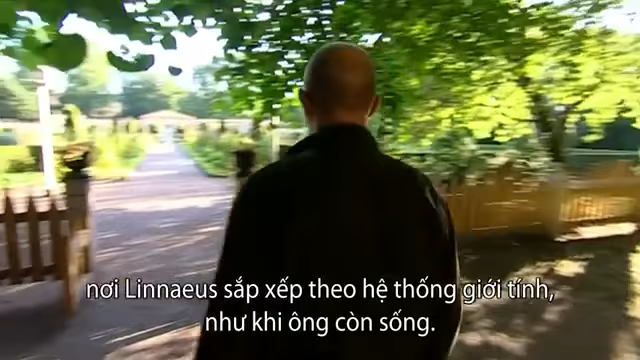 nơi Linnaeus sắp xếp theo hệ thống giới tính,
như khi ông còn sống.